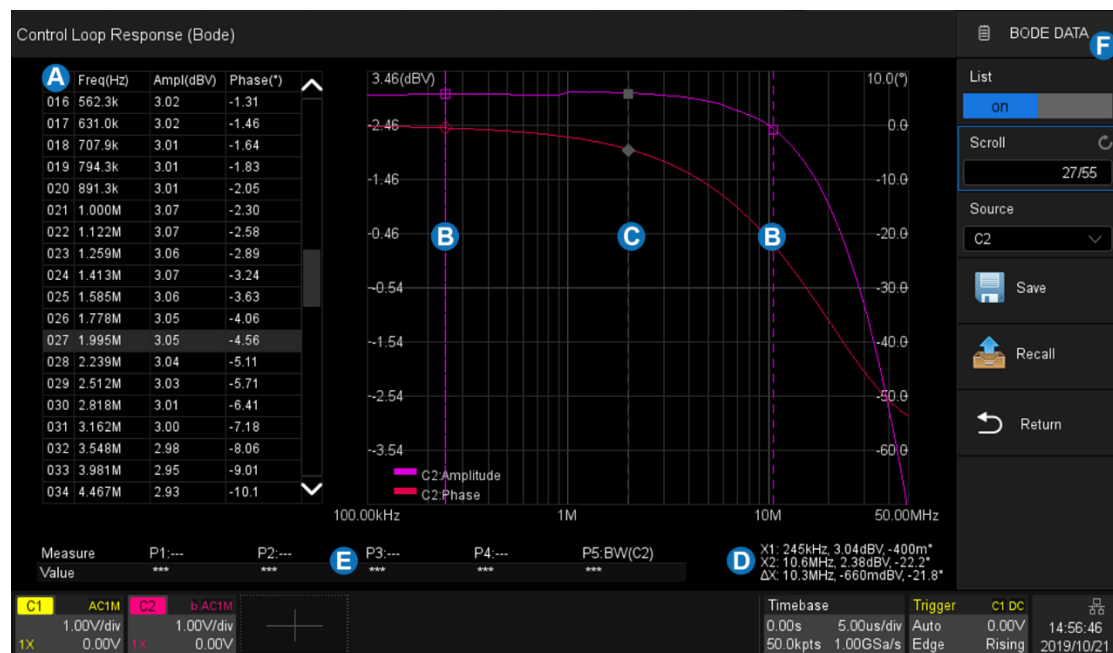 Control Loop Response (Bode)
BODE DATA
F
A Freq(Hz) Ampl(dBV) Phase(°)
016 562.3k 3.02 -1.31
017 631.0k 3.02 -1.46
018 707.9k 3.01 -1.64
019 794.3k 3.01 -1.83
020 891.3k 3.01 -2.05
021 1.000M 3.07 -2.30
022 1.122M 3.07 -2.58
023 1.259M 3.06 -2.89
024 1.413M 3.07 -3.24
025 1.585M 3.06 -3.63
026 1.778M 3.05 -4.06
027 1.995M 3.05 -4.56
028 2.239M 3.04 -5.11
029 2.512M 3.03 -5.71
030 2.818M 3.01 -6.41
031 3.162M 3.00 -7.18
032 3.548M 2.98 -8.06
033 3.981M 2.95 -9.01
034 4.467M 2.93 -10.1
3.46(dBV) 10.0(°)
2.46 0.0
1.46 -10.0
0.46 -20.0
B C B
-0.54 -30.0
-1.54 -40.0
-2.54 -50.0
-3.54 -60.0
C2:Amplitude
C2:Phase
100.00kHz 1M 10M 50.00MHz
List
on
Scroll
27/55
Source
C2
Save
Recall
Return
Measure P1:--- P2:--- P3:--- P4:--- P5:BW(C2)
Value *** *** E *** *** ***
D
X1: 245kHz, 3.04dBV, -400m°
X2: 10.6MHz, 2.38dBV, -22.2°
ΔX: 10.3MHz, -660mdBV, -21.8°
C1 AC1M
1.00V/div
1X 0.00V
C2 b AC1M
1.00V/div
1X 0.00V
Timebase
0.00s 5.00us/div
50.0kpts 1.00GSa/s
Trigger C1 DC
Auto 0.00V
Edge Rising
14:56:46
2019/10/21